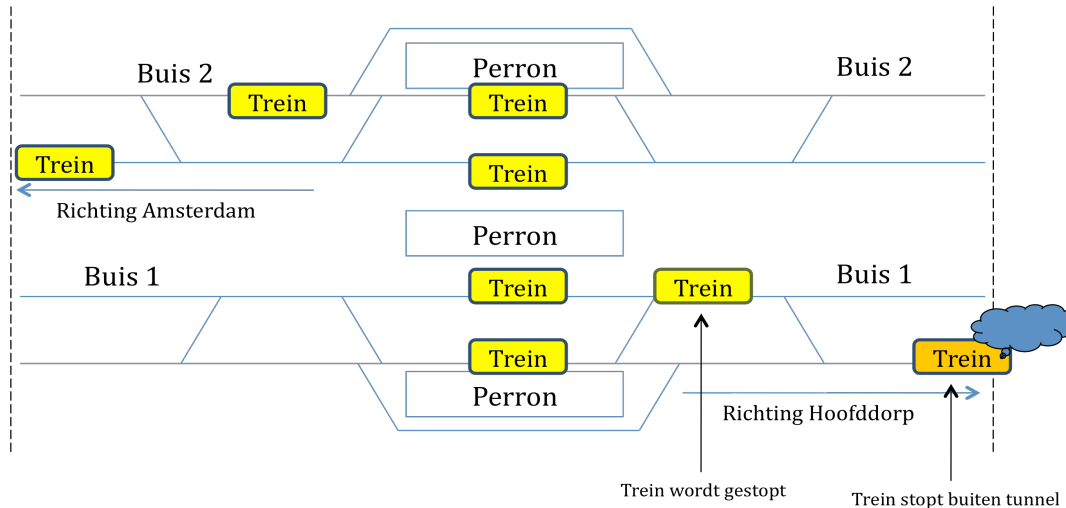 Perron
Buis 2
Buis 2
Trein
Trein
Trein
Trein
Richting Amsterdam
Perron
Buis 1
Trein
Trein
Buis 1
Trein
Trein
Perron
Richting Hoofddorp
Trein wordt gestopt
Trein stopt buiten tunnel